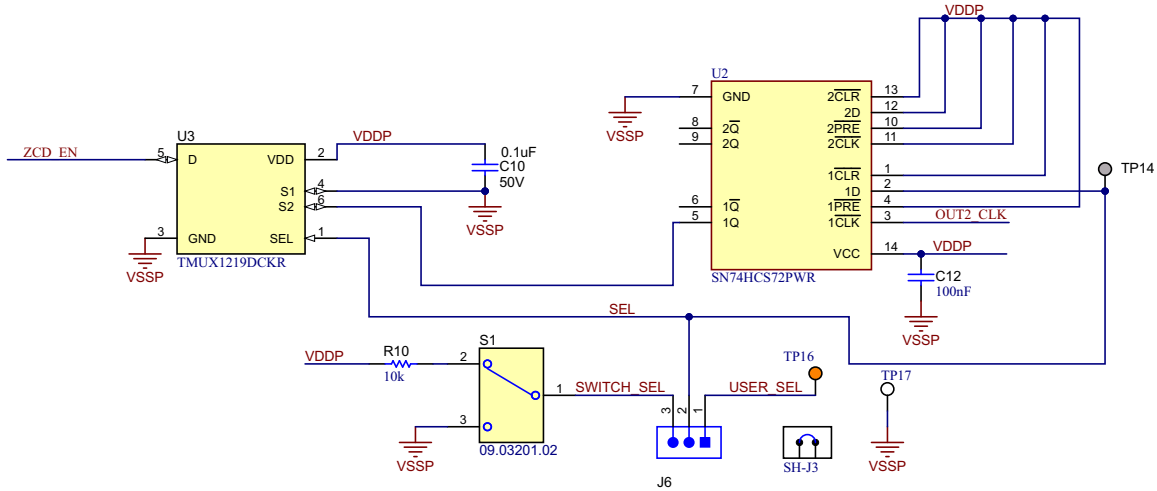 VDDP
U2
7 GND 2CLR 13
2D 12
8 2Q 2PRE 10
9 2Q 2CLK 11
1CLR 1
1D 2
6 1Q 1PRE 4
5 1Q 1CLK 3
VCC 14
SN74HCS72PWR
VSSP
OUT2_CLK
VDDP
C12
100nF
VSSP
TP14
U3
ZCD_EN
5 D VDD 2
S1 4
S2 6
3 GND SEL 1
TMUX1219DCKR
VSSP
VDDP
0.1uF
C10
50V
VSSP
SEL
VDDP
R10
10k
S1
2
1
3
09.03201.02
VSSP
SWITCH_SEL
USER_SEL
3 2 1
J6
TP16
SH-J3
TP17
VSSP